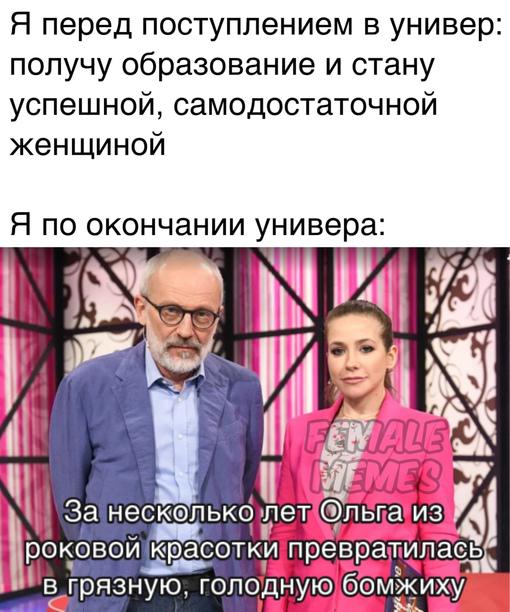 Я перед поступлением в универ:
получу образование и стану
успешной, самодостаточной
женщиной
Я по окончании универа:
FEMALE
MEMES
За несколько лет Ольга из
роковой красотки превратилась
в грязную, голодную бомжиху